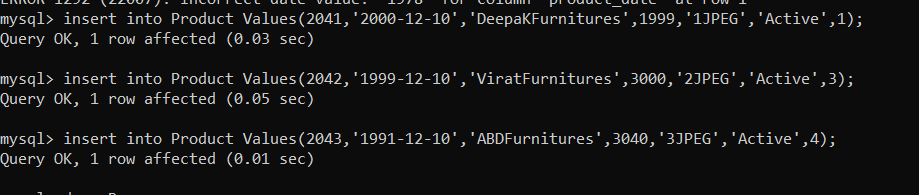 ERROR 1292 (22007): Incorrect date value: '1978' for column 'product_date' at row 1
mysql> insert into Product Values(2041,'2000-12-10','DeepaKFurnitures',1999,'1JPEG','Active',1);
Query OK, 1 row affected (0.03 sec)
mysql> insert into Product Values(2042,'1999-12-10','ViratFurnitures',3000,'2JPEG','Active',3);
Query OK, 1 row affected (0.05 sec)
mysql> insert into Product Values(2043,'1991-12-10','ABDFurnitures',3040,'3JPEG','Active',4);
Query OK, 1 row affected (0.01 sec)